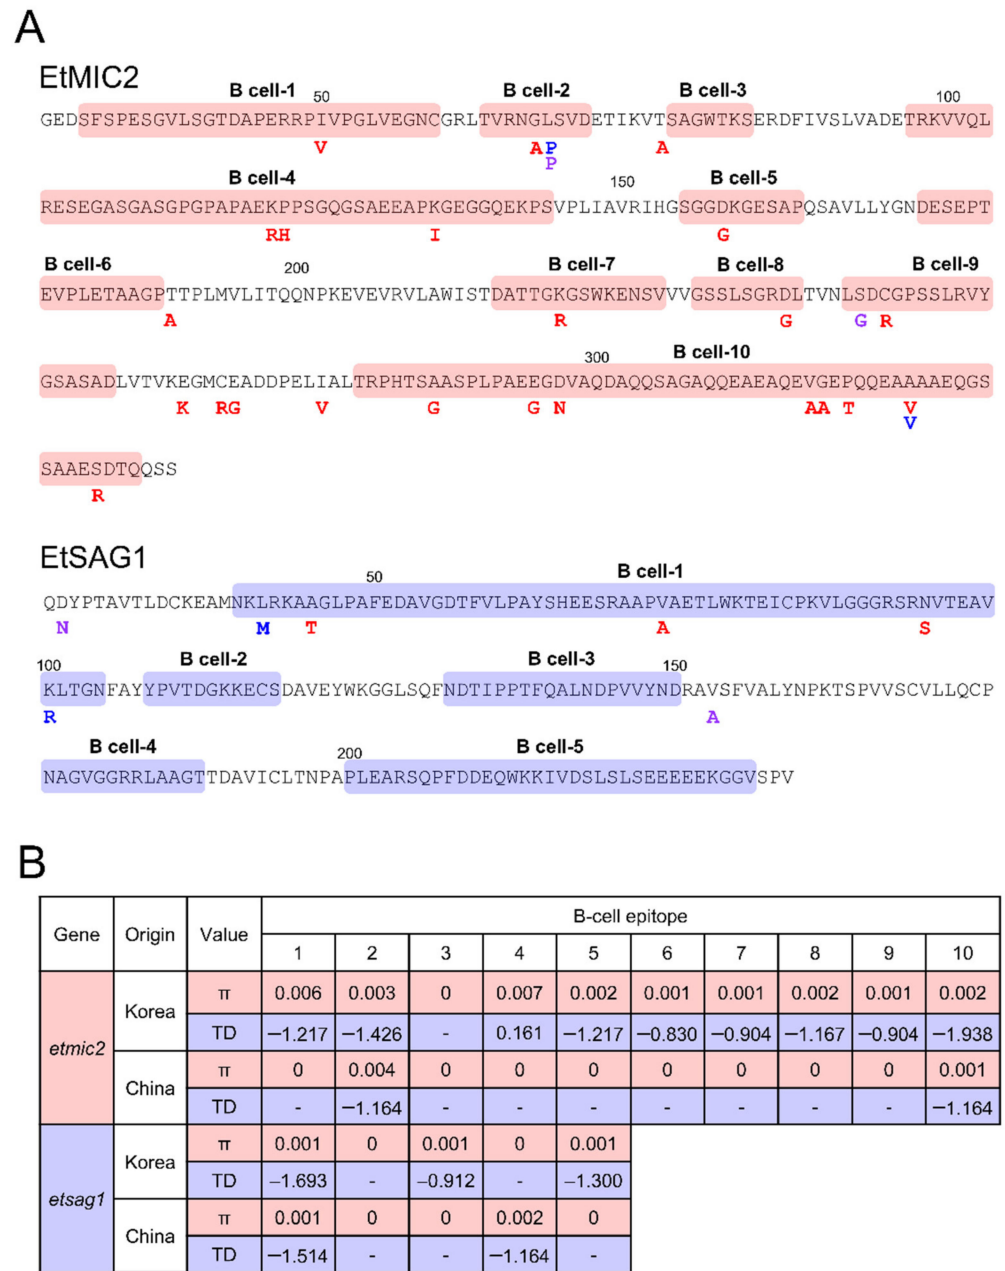 A
EtMIC2
B cell-1 50 B cell-2 B cell-3 100
GEDSFSPESGVLSGTDAPERRPIVPGLVEGNCGRLTVRNGLSVDETIKVTSAGWTKSERDFIVSLVADETRKVVQL
V A P A
P
B cell-4 150 B cell-5
RESEGASGASGPGPAPAEKPPSGQGSAEEAPKGEGGQEKPSVPLIAVRIHGSGGDKGESAPQSAVLLYGNDESEPT
RH I G
B cell-6 200 B cell-7 B cell-8 B cell-9
EVPLETAAGPTTPLMVLITQQNPKEVEVRVLAWISTDATTGKGSWKENSVVVGSSLSGRDLTVNLSDCGPSSLRVY
A R G G R
300 B cell-10
GSASADLVTVKEGMCEADDPELIALTRPHTSAASPLPAEEGDVAQDAQQSAGAQQEAEAQEVGEPQQEAAAAEQGS
K RG V G G N AA T V
V
SAAESDTQQSS
R
EtSAG1
50 B cell-1
QDYPTAVTLDCKEAMNKLRKAAGLPAFEDAVGDTFVLPAYSHEESRAAPVAETLWKTEICPKVLGGGRSRNVTEAV
N M T A S
100 B cell-2 B cell-3 150
KLTGNFAYYPVTDGKKECSDAVEYWKGGLSQFNDTIPPTFQALNDPVVYNDRAVSFVALYNPKTSPVVSCVLLQCP
R A
B cell-4 200 B cell-5
NAGVGGRRLAAGTTDAVICLTNPAPLEARSQPFDDEQWKKIVDSLSLSEEEEEKGGVSPV
B
Gene Origin Value B-cell epitope
1 2 3 4 5 6 7 8 9 10
etmic2 Korea π 0.006 0.003 0 0.007 0.002 0.001 0.001 0.002 0.001 0.002
TD −1.217 −1.426 - 0.161 −1.217 −0.830 −0.904 −1.167 −0.904 −1.938
China π 0 0.004 0 0 0 0 0 0 0 0.001
TD - −1.164 - - - - - - - −1.164
etsag1 Korea π 0.001 0 0.001 0 0.001
TD −1.693 - −0.912 - −1.300
China π 0.001 0 0 0.002 0
TD −1.514 - - −1.164 -